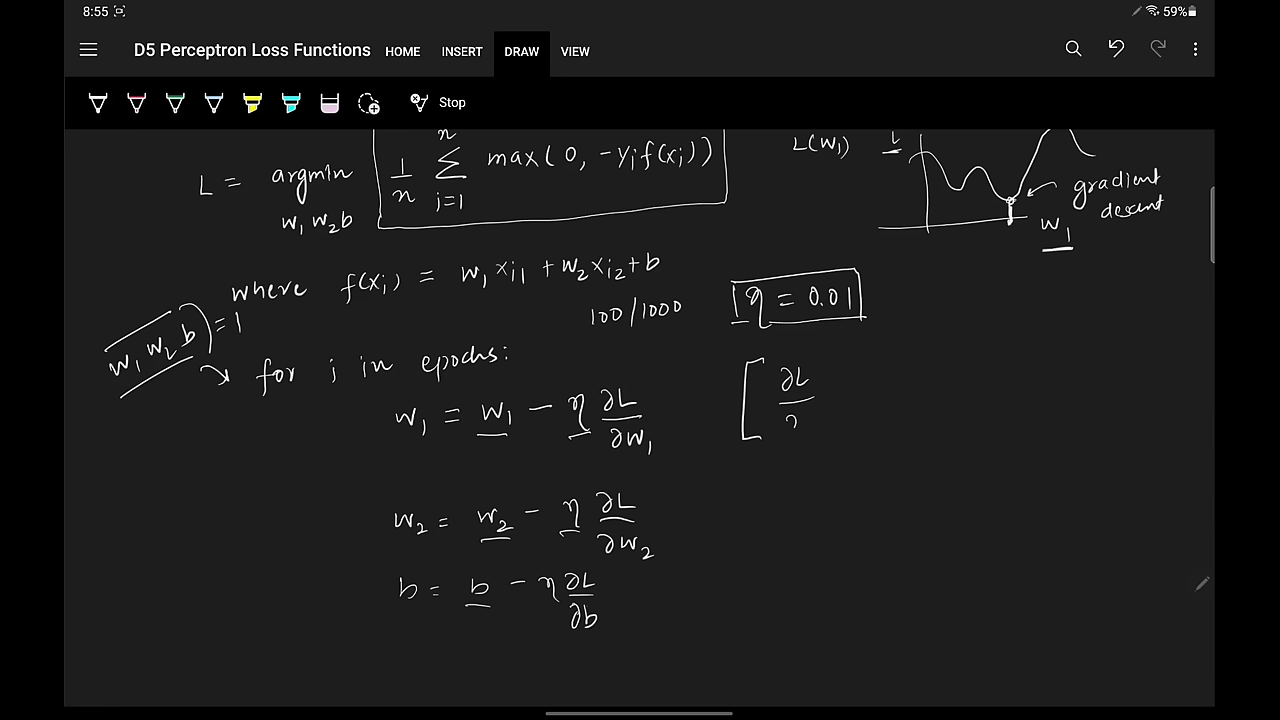 8:55
59%
D5 Perceptron Loss Functions HOME INSERT DRAW VIEW
Stop
L = argmin w₁ w₂ b 1/n n Σ i=1 max(0, -yᵢf(xᵢ))
L(w₁) L
gradient
descent
w₁
where f(xᵢ) = w₁xᵢ₁ + w₂xᵢ₂ + b
100/1000
η = 0.01
w₁ w₂ b) = 1
for i in epochs:
w₁ = w₁ - η ∂L/∂w₁
[ ∂L/∂
w₂ = w₂ - η ∂L/∂w₂
b = b - η ∂L/∂b